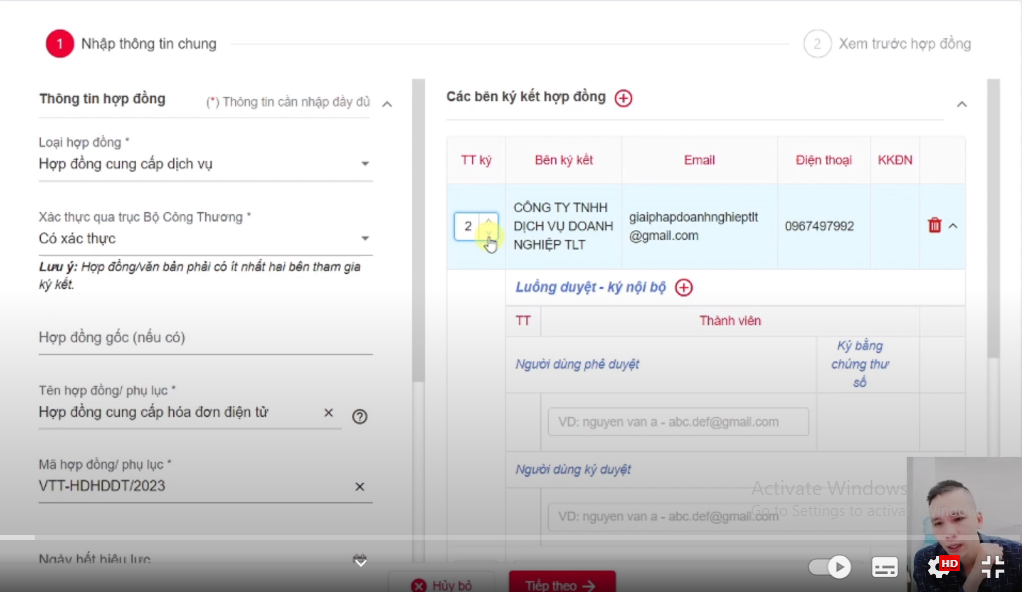 1 Nhập thông tin chung
2 Xem trước hợp đồng
Thông tin hợp đồng
(*) Thông tin cần nhập đầy đủ
Loại hợp đồng *
Hợp đồng cung cấp dịch vụ
Xác thực qua trục Bộ Công Thương *
Có xác thực
Lưu ý: Hợp đồng/văn bản phải có ít nhất hai bên tham gia
ký kết.
Hợp đồng gốc (nếu có)
Tên hợp đồng/ phụ lục *
Hợp đồng cung cấp hóa đơn điện tử
Mã hợp đồng/ phụ lục *
VTT-HDHDDT/2023
Ngày hết hiệu lực
Các bên ký kết hợp đồng
TT ký
Bên ký kết
Email
Điện thoại
KKĐN
2
CÔNG TY TNHH
DỊCH VỤ DOANH
NGHIỆP TLT
giaiphapdoanhnghieptlt
@gmail.com
0967497992
Luồng duyệt - ký nội bộ
TT
Thành viên
Người dùng phê duyệt
Ký bằng
chứng thư
số
VD: nguyen van a - abc.def@gmail.com
Người dùng ký duyệt
VD: nguyen van a - abc.def@gmail.com
Activate Windows
Go to Settings to activa
Hủy bỏ
Tiếp theo
HD